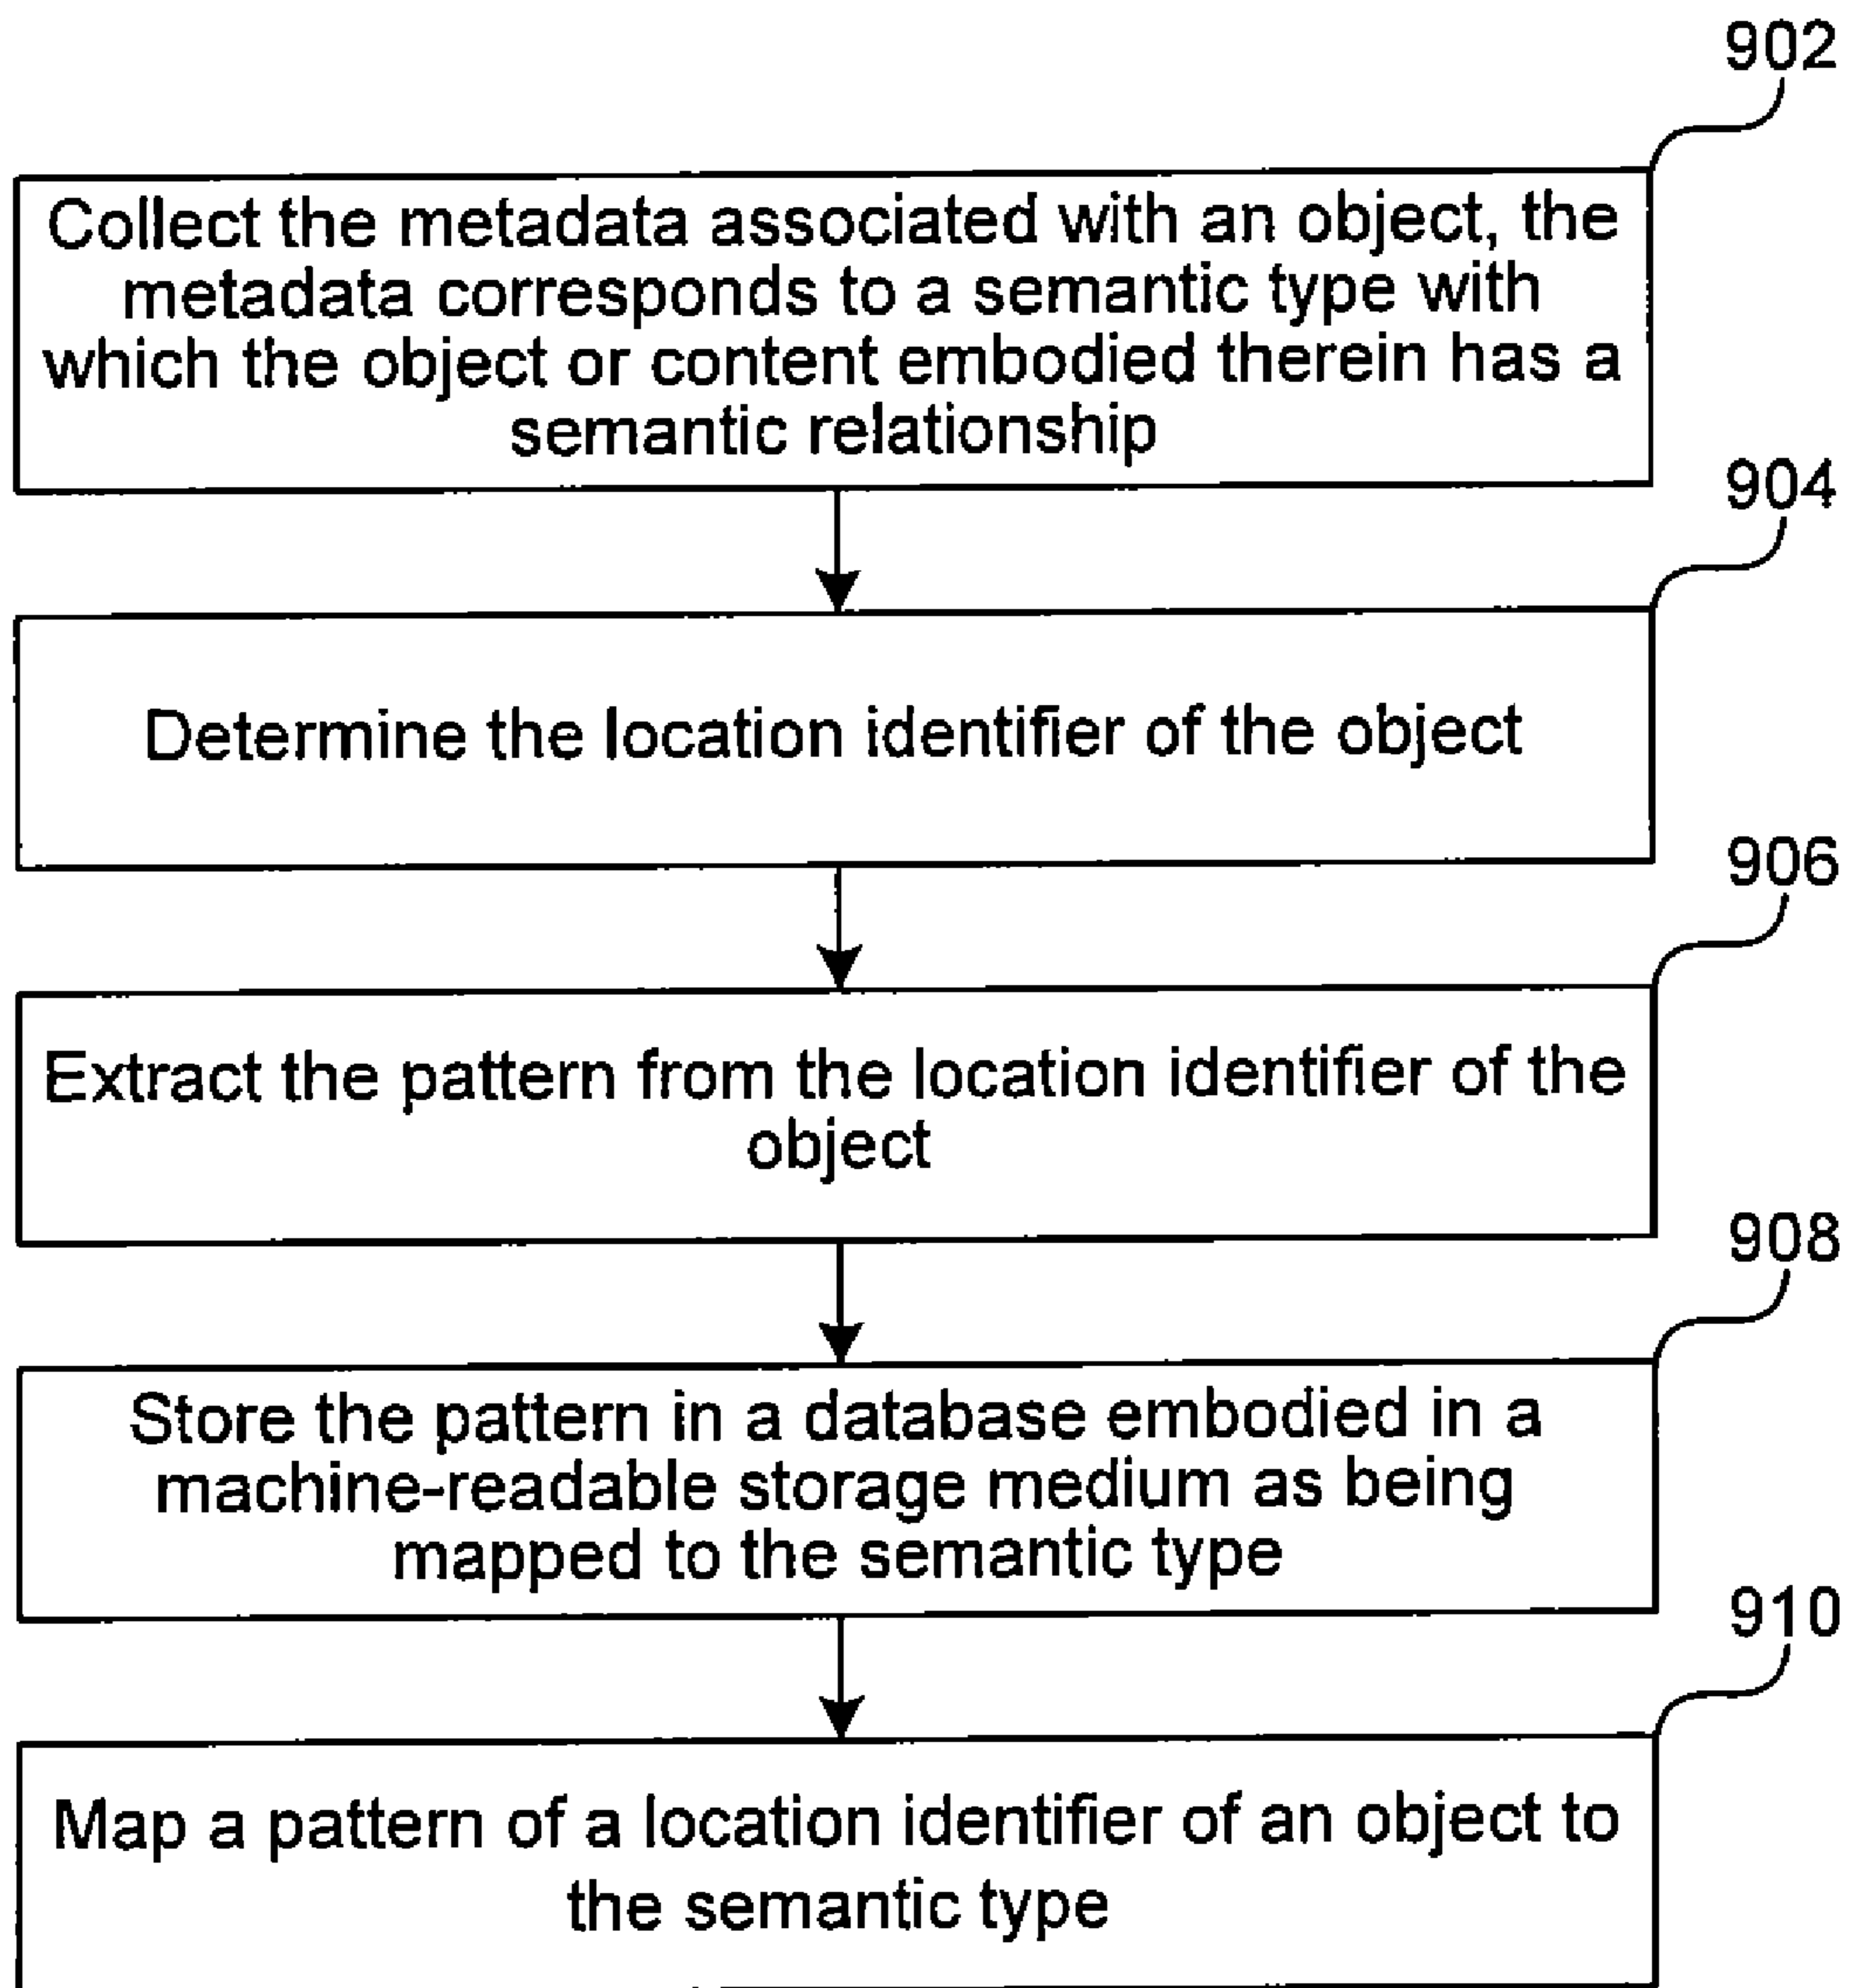 902
Collect the metadata associated with an object, the
metadata corresponds to a semantic type with
which the object or content embodied therein has a
semantic relationship
904
Determine the location identifier of the object
906
Extract the pattern from the location identifier of the
object
908
Store the pattern in a database embodied in a
machine-readable storage medium as being
mapped to the semantic type
910
Map a pattern of a location identifier of an object to
the semantic type